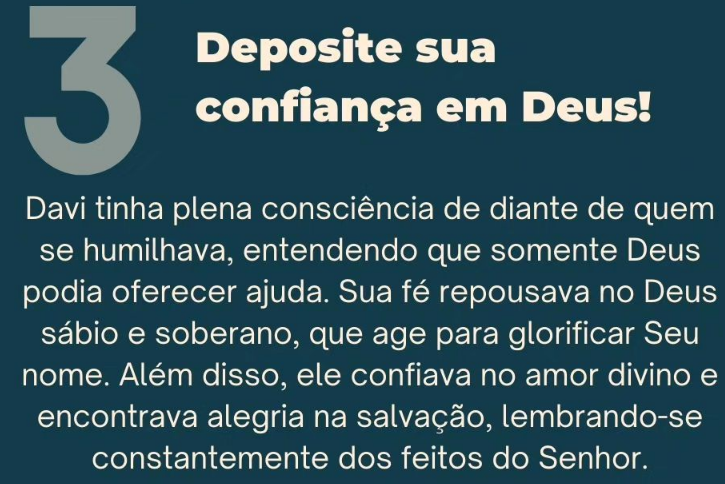 3
Deposite sua
confiança em Deus!
Davi tinha plena consciência de diante de quem
se humilhava, entendendo que somente Deus
podia oferecer ajuda. Sua fé repousava no Deus
sábio e soberano, que age para glorificar Seu
nome. Além disso, ele confiava no amor divino e
encontrava alegria na salvação, lembrando-se
constantemente dos feitos do Senhor.